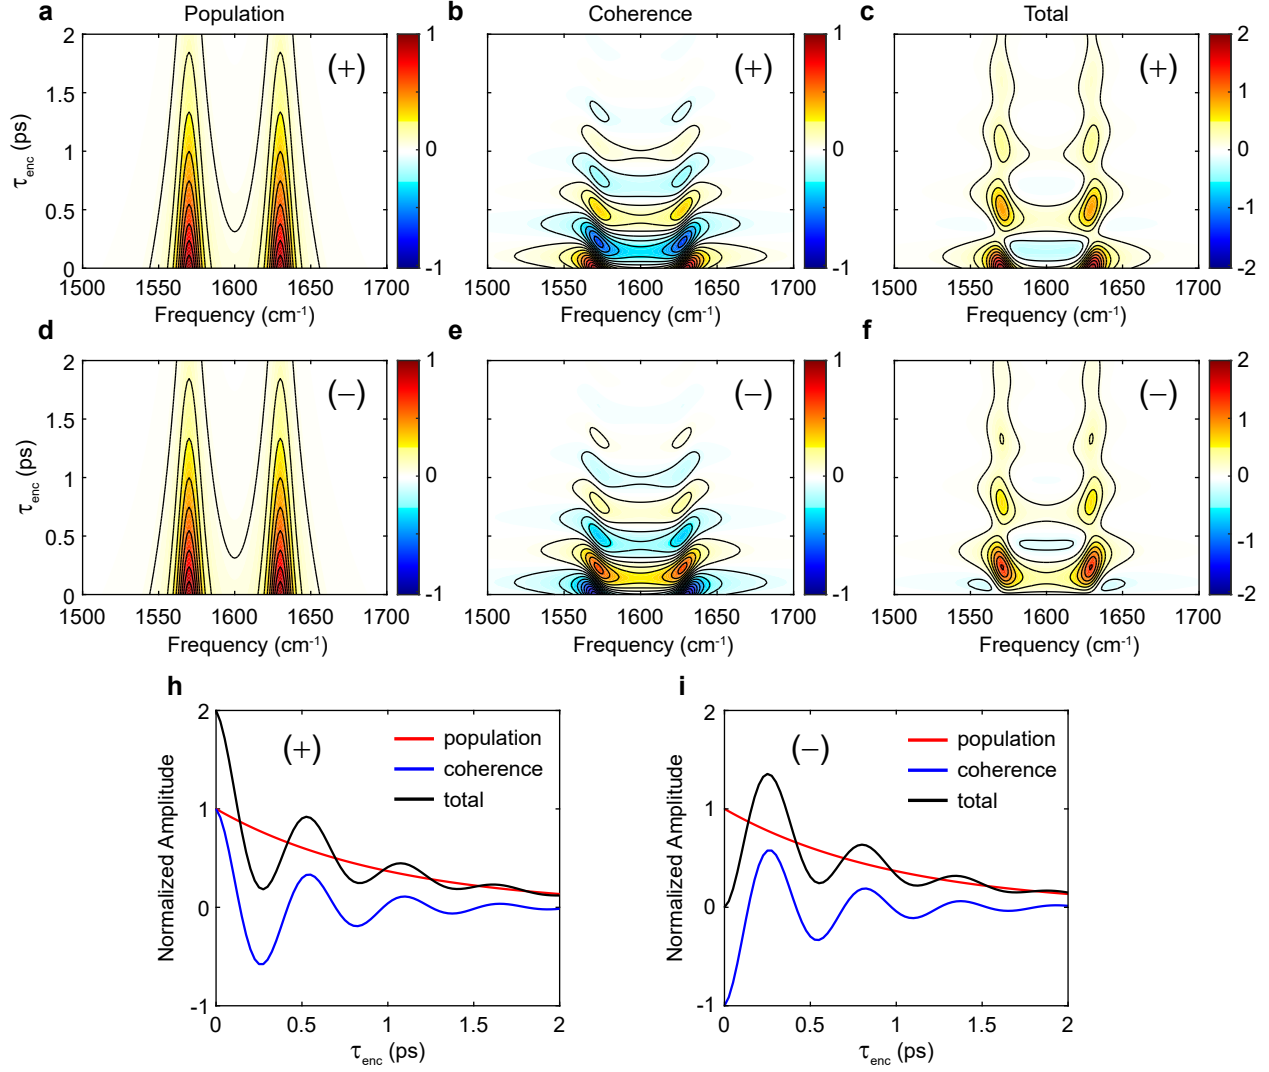 a Population
b Coherence
c Total
(+)
(+)
(+)
2
1.5
1
0.5
0
τenc (ps)
1500 1550 1600 1650 1700
Frequency (cm-1)
1
0
-1
1500 1550 1600 1650 1700
Frequency (cm-1)
1
0
-1
1500 1550 1600 1650 1700
Frequency (cm-1)
2
1
0
-1
-2
d
e
f
(−)
(−)
(−)
2
1.5
1
0.5
0
τenc (ps)
1500 1550 1600 1650 1700
Frequency (cm-1)
1
0
-1
1500 1550 1600 1650 1700
Frequency (cm-1)
1
0
-1
1500 1550 1600 1650 1700
Frequency (cm-1)
2
1
0
-1
-2
h
(+)
population
coherence
total
Normalized Amplitude
2
1
0
-1
0 0.5 1 1.5 2
τenc (ps)
i
(−)
population
coherence
total
Normalized Amplitude
2
1
0
-1
0 0.5 1 1.5 2
τenc (ps)